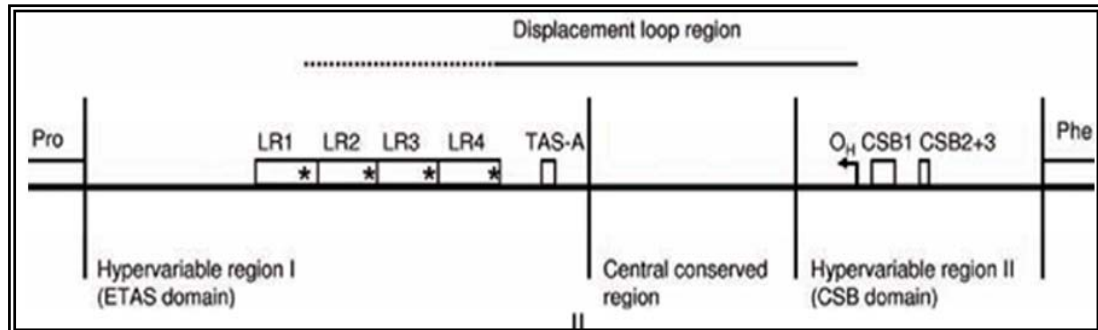 Displacement loop region
Pro LR1 LR2 LR3 LR4 TAS-A OH CSB1 CSB2+3 Phe
* * * *
Hypervariable region I Central conserved Hypervariable region II
(ETAS domain) region (CSB domain)
II